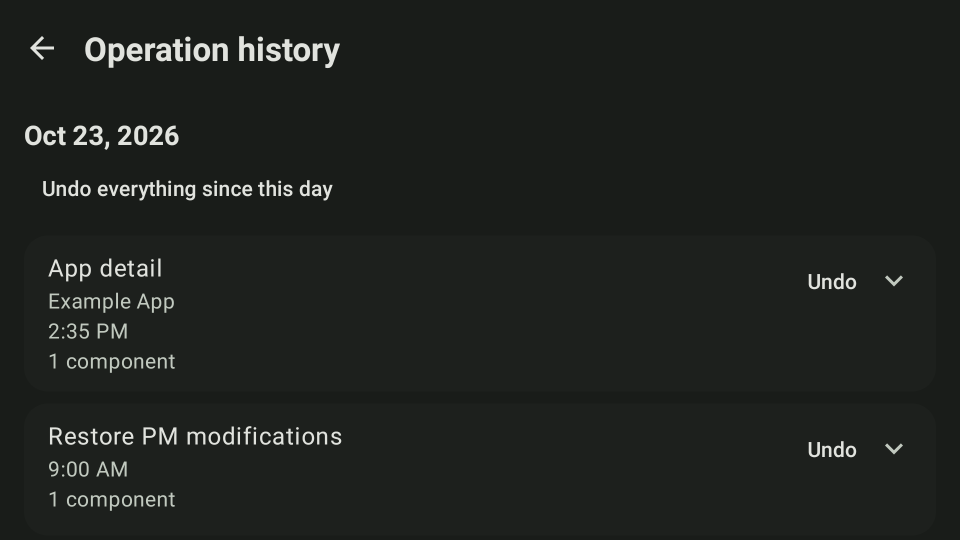 Operation history
Oct 23, 2026
Undo everything since this day
App detail
Example App
2:35 PM
1 component
Undo
Restore PM modifications
9:00 AM
1 component
Undo